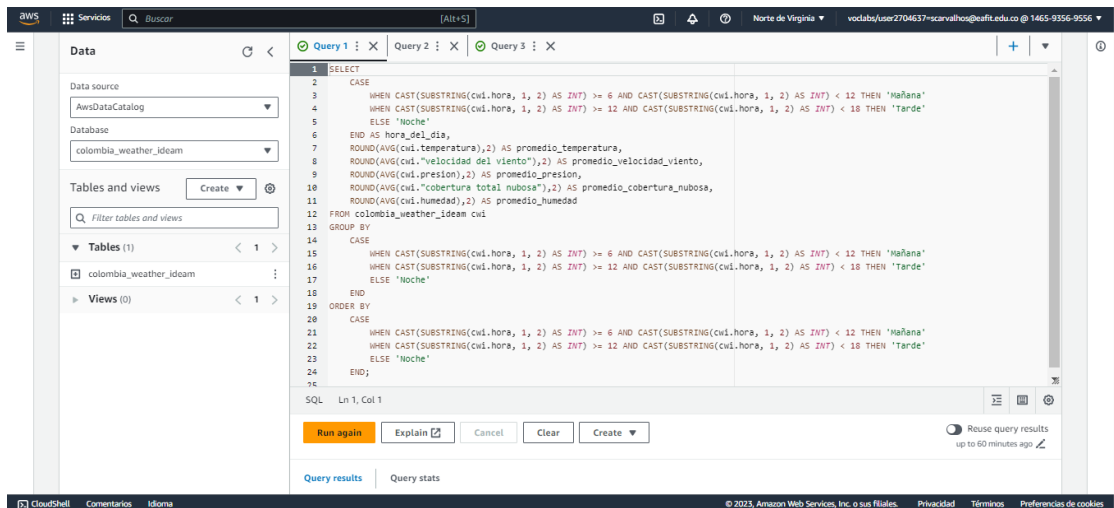 aws Servicios Buscar [Alt+S] Norte de Virginia ▼ voclabs/user2704637=scarvalhos@eafit.edu.co @ 1465-9356-9556 ▼
Data
Data source
AwsDataCatalog
Database
colombia_weather_ideam
Tables and views Create ▼
Filter tables and views
▼ Tables (1) < 1 >
colombia_weather_ideam
▶ Views (0) < 1 >
Query 1 Query 2 Query 3
1 SELECT
2 CASE
3 WHEN CAST(SUBSTRING(cwi.hora, 1, 2) AS INT) >= 6 AND CAST(SUBSTRING(cwi.hora, 1, 2) AS INT) < 12 THEN 'Mañana'
4 WHEN CAST(SUBSTRING(cwi.hora, 1, 2) AS INT) >= 12 AND CAST(SUBSTRING(cwi.hora, 1, 2) AS INT) < 18 THEN 'Tarde'
5 ELSE 'Noche'
6 END AS hora_del_dia,
7 ROUND(AVG(cwi.temperatura),2) AS promedio_temperatura,
8 ROUND(AVG(cwi."velocidad del viento"),2) AS promedio_velocidad_viento,
9 ROUND(AVG(cwi.presion),2) AS promedio_presion,
10 ROUND(AVG(cwi."cobertura total nubosa"),2) AS promedio_cobertura_nubosa,
11 ROUND(AVG(cwi.humedad),2) AS promedio_humedad
12 FROM colombia_weather_ideam cwi
13 GROUP BY
14 CASE
15 WHEN CAST(SUBSTRING(cwi.hora, 1, 2) AS INT) >= 6 AND CAST(SUBSTRING(cwi.hora, 1, 2) AS INT) < 12 THEN 'Mañana'
16 WHEN CAST(SUBSTRING(cwi.hora, 1, 2) AS INT) >= 12 AND CAST(SUBSTRING(cwi.hora, 1, 2) AS INT) < 18 THEN 'Tarde'
17 ELSE 'Noche'
18 END
19 ORDER BY
20 CASE
21 WHEN CAST(SUBSTRING(cwi.hora, 1, 2) AS INT) >= 6 AND CAST(SUBSTRING(cwi.hora, 1, 2) AS INT) < 12 THEN 'Mañana'
22 WHEN CAST(SUBSTRING(cwi.hora, 1, 2) AS INT) >= 12 AND CAST(SUBSTRING(cwi.hora, 1, 2) AS INT) < 18 THEN 'Tarde'
23 ELSE 'Noche'
24 END;
25
SQL Ln 1, Col 1
Run again Explain Cancel Clear Create ▼ Reuse query results
up to 60 minutes ago
Query results Query stats
CloudShell Comentarios Idioma © 2023, Amazon Web Services, Inc. o sus filiales. Privacidad Términos Preferencias de cookies